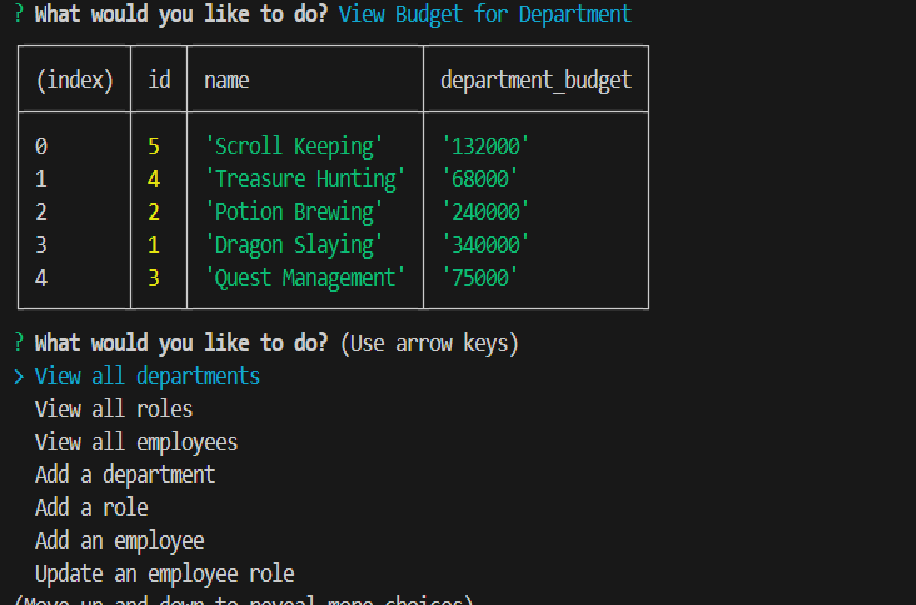 ? What would you like to do? View Budget for Department
(index) id name department_budget
0 5 'Scroll Keeping' '132000'
1 4 'Treasure Hunting' '68000'
2 2 'Potion Brewing' '240000'
3 1 'Dragon Slaying' '340000'
4 3 'Quest Management' '75000'
? What would you like to do? (Use arrow keys)
> View all departments
View all roles
View all employees
Add a department
Add a role
Add an employee
Update an employee role
(Move up and down to reveal more choices)